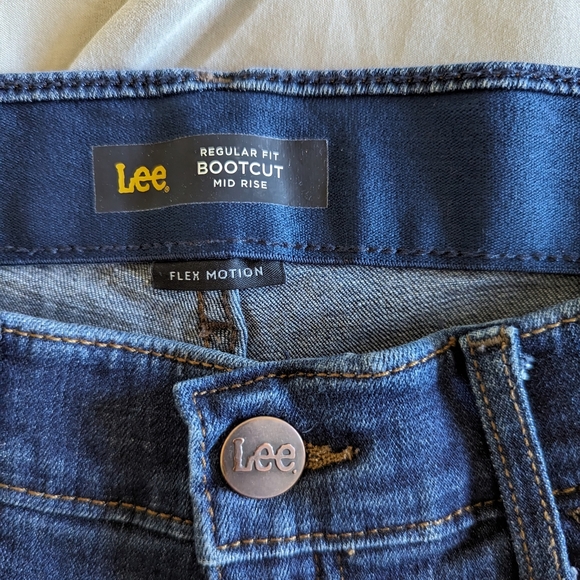 Lee®
REGULAR FIT
BOOTCUT
MID RISE
FLEX MOTION
Lee